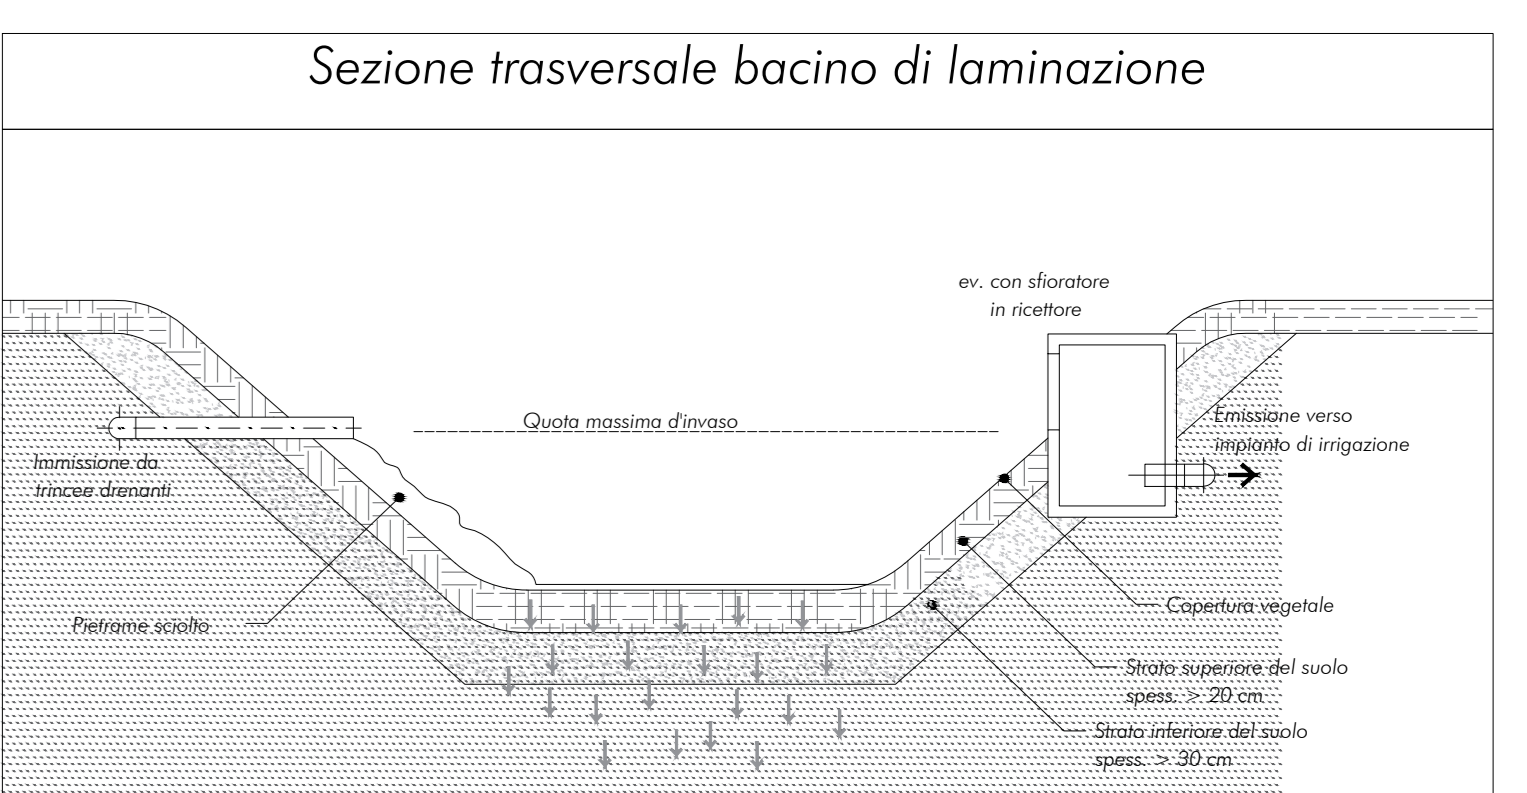 Sezione trasversale bacino di laminazione
ev. con sfioratore
in ricettore
Quota massima d'invaso
Emissione verso
impianto di irrigazione
Immissione da
trincee drenanti
Pietrame sciolto
Copertura vegetale
Strato superiore del suolo
spess. > 20 cm
Strato inferiore del suolo
spess. > 30 cm